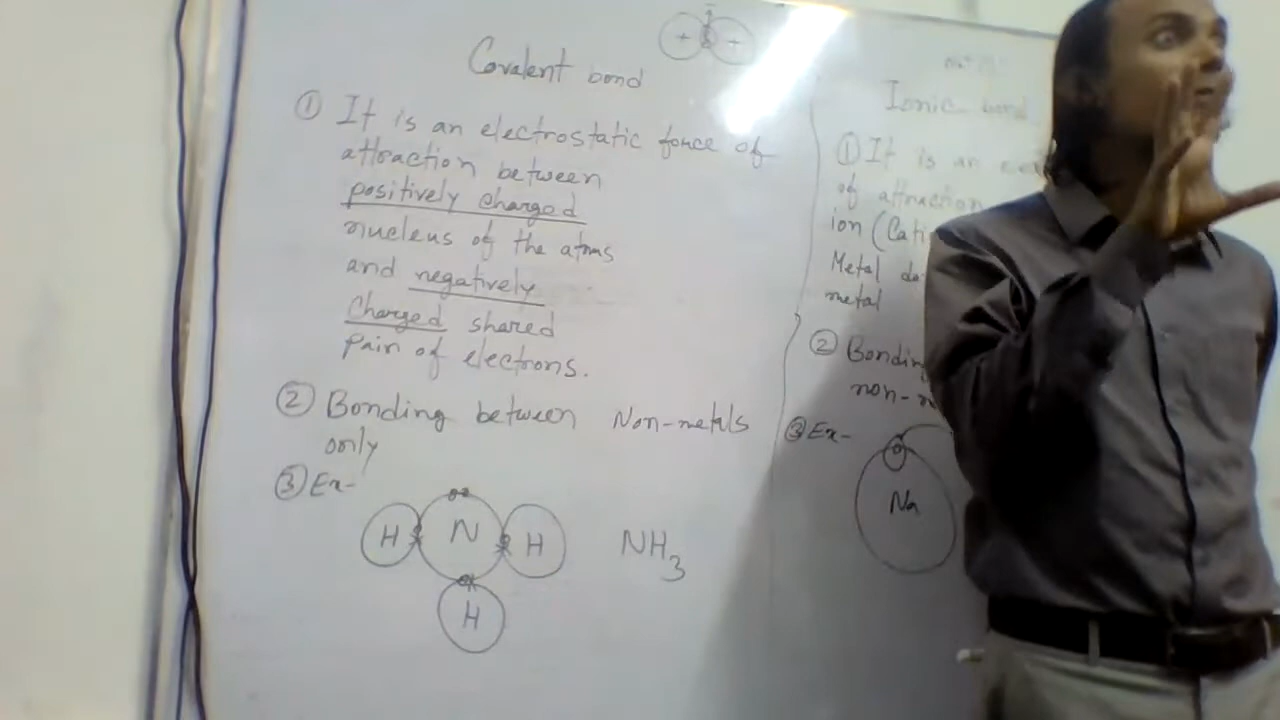 Covalent bond
① It is an electrostatic force of
attraction between
positively charged
nucleus of the atoms
and negatively
Charged shared
pair of electrons.
② Bonding between Non-metals
only
③ Ex-
H N H NH3
H
Ionic bond
① It is an
of attraction
ion (Cati
Metal do
metal
② Bondin
non-
③ Ex-
Na